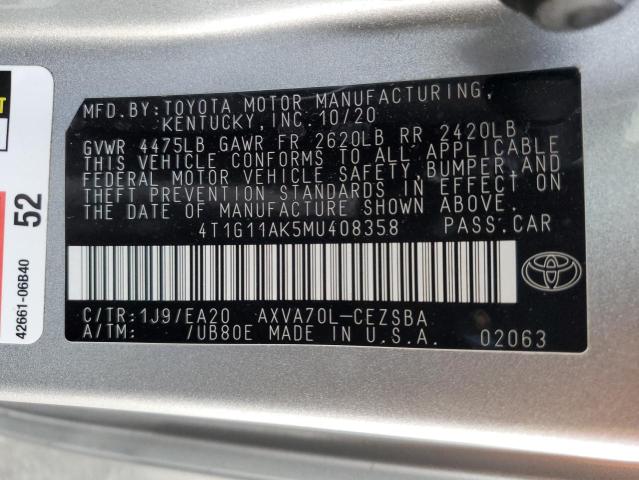 MFD.BY: TOYOTA MOTOR MANUFACTURING,
KENTUCKY, INC 10/20
GVWR 4475LB GAWR FR 2620LB RR 2420LB
THIS VEHICLE CONFORMS TO ALL APPLICABLE
FEDERAL MOTOR VEHICLE SAFETY, BUMPER, AND
THEFT PREVENTION STANDARDS IN EFFECT ON
THE DATE OF MANUFACTURE SHOWN ABOVE.
4T1G11AK5MU408358 PASS.CAR
C/TR: 1J9/EA20 AXVA70L-CEZSBA
A/TM: /UB80E MADE IN U.S.A. 02063
52
42661-06B40